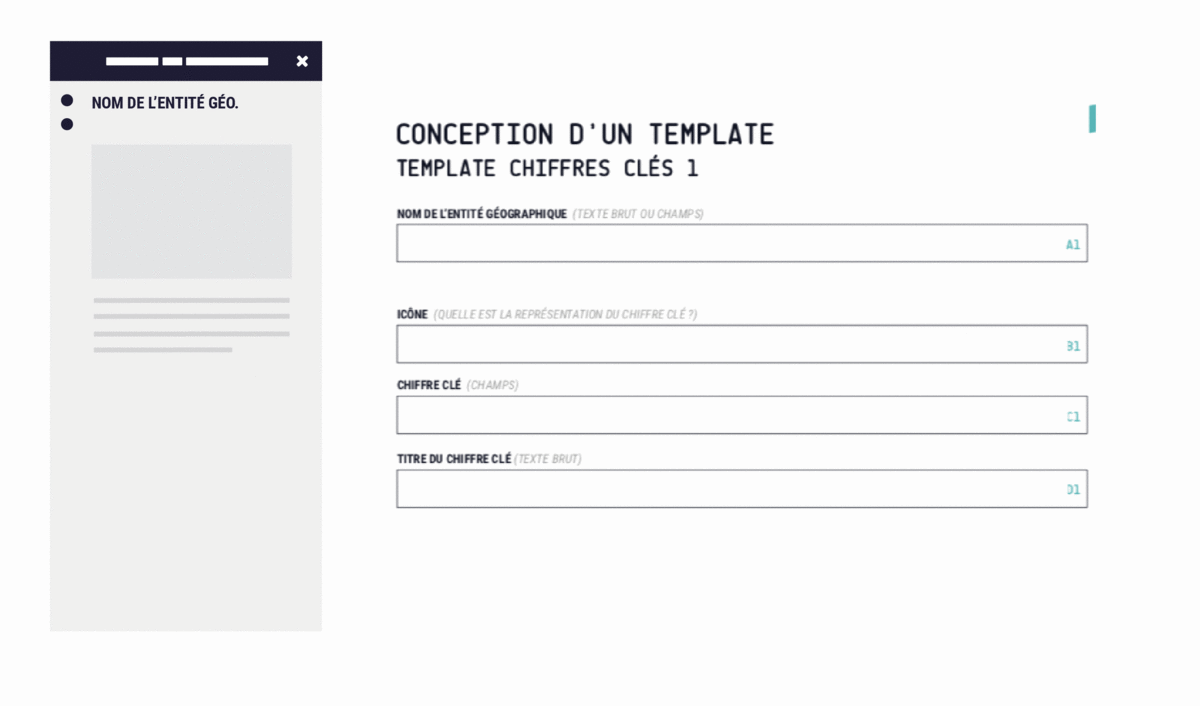 NOM DE L'ENTITÉ GÉO.
CONCEPTION D'UN TEMPLATE
TEMPLATE CHIFFRES CLÉS 1
NOM DE L'ENTITÉ GÉOGRAPHIQUE (TEXTE BRUT OU CHAMPS)
A1
ICÔNE (QUELLE EST LA REPRÉSENTATION DU CHIFFRE CLÉ ?)
B1
CHIFFRE CLÉ (CHAMPS)
C1
TITRE DU CHIFFRE CLÉ (TEXTE BRUT)
D1